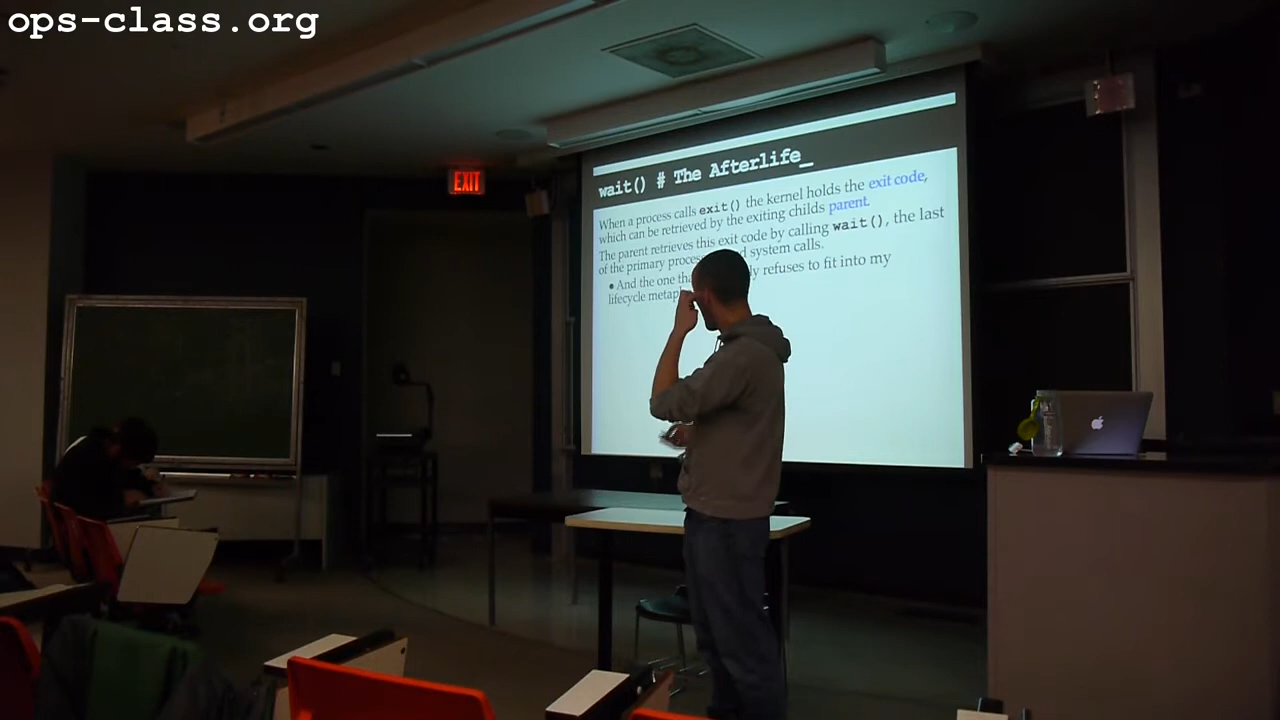 ops-class.org
EXIT
wait() # The Afterlife_
When a process calls exit() the kernel holds the exit code,
which can be retrieved by the exiting childs parent.
The parent retrieves this exit code by calling wait(), the last
of the primary system calls.
• And the one refuses to fit into my
lifecycle